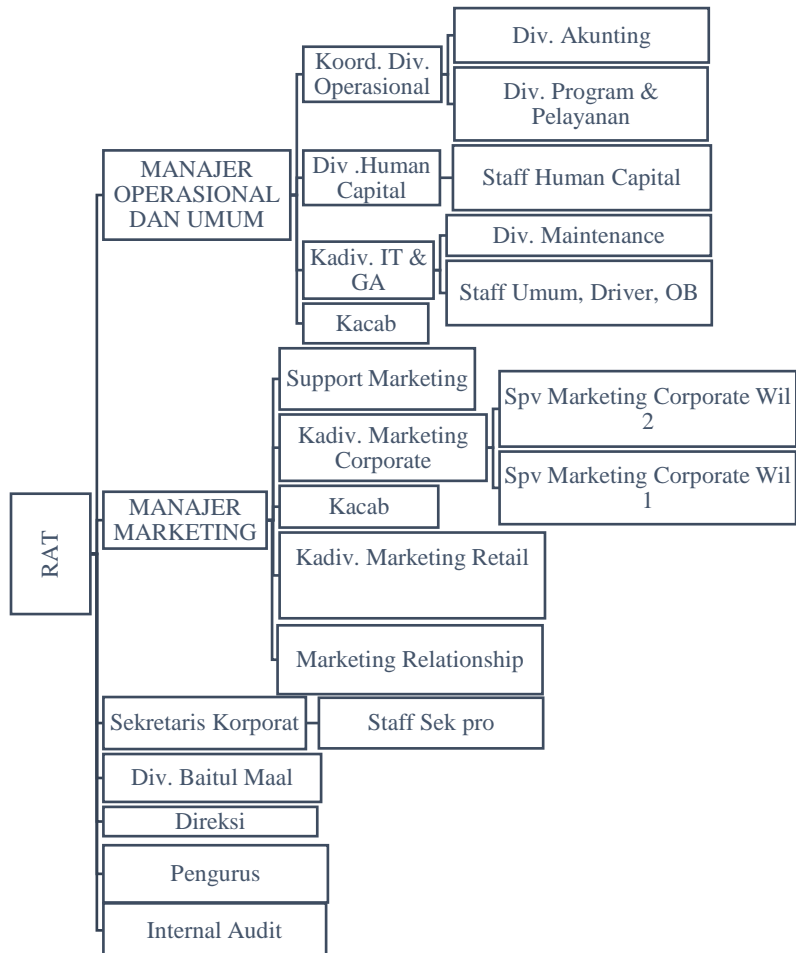 Koord. Div.
Operasional
Div. Akunting
Div. Program &
Pelayanan
MANAJER
OPERASIONAL
DAN UMUM
Div .Human
Capital
Staff Human Capital
Kadiv. IT &
GA
Div. Maintenance
Staff Umum, Driver, OB
Kacab
Support Marketing
Kadiv. Marketing
Corporate
Spv Marketing Corporate Wil
2
Spv Marketing Corporate Wil
1
RAT
MANAJER
MARKETING
Kacab
Kadiv. Marketing Retail
Marketing Relationship
Sekretaris Korporat
Staff Sek pro
Div. Baitul Maal
Direksi
Pengurus
Internal Audit